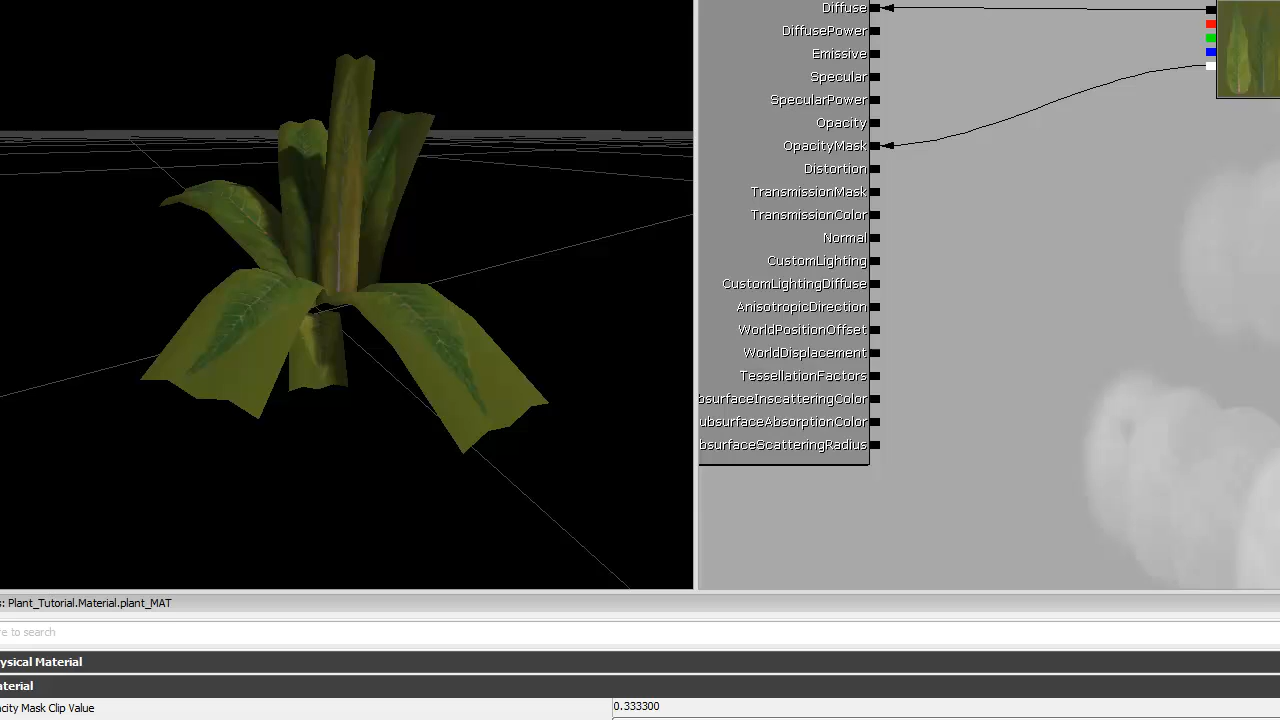 Diffuse
DiffusePower
Emissive
Specular
SpecularPower
Opacity
OpacityMask
Distortion
TransmissionMask
TransmissionColor
Normal
CustomLighting
CustomLightingDiffuse
AnisotropicDirection
WorldPositionOffset
WorldDisplacement
TessellationFactors
bsurfaceInscatteringColor
ubsurfaceAbsorptionColor
bsurfaceScatteringRadius
s: Plant_Tutorial.Material.plant_MAT
re to search
ysical Material
aterial
acity Mask Clip Value 0.333300